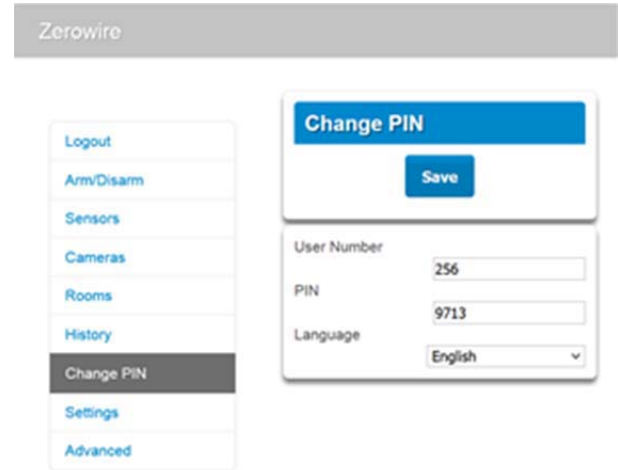 Zerowire
Logout
Arm/Disarm
Sensors
Cameras
Rooms
History
Change PIN
Settings
Advanced
Change PIN
Save
User Number
256
PIN
9713
Language
English